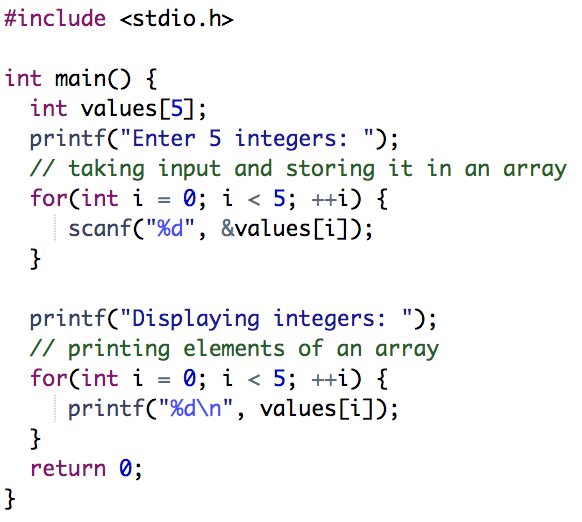 #include <stdio.h>

int main() {
  int values[5];
  printf("Enter 5 integers: ");
  // taking input and storing it in an array
  for(int i = 0; i < 5; ++i) {
     scanf("%d", &values[i]);
  }

  printf("Displaying integers: ");
  // printing elements of an array
  for(int i = 0; i < 5; ++i) {
     printf("%d\n", values[i]);
  }
  return 0;
}